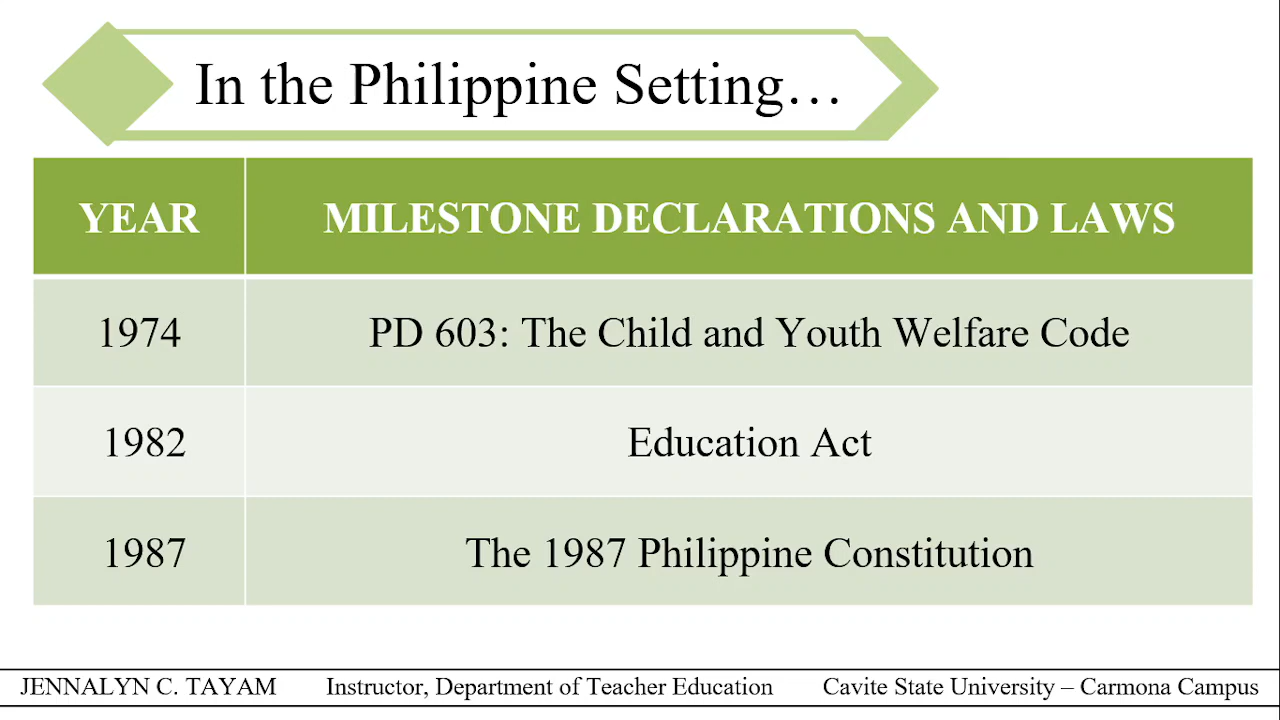 In the Philippine Setting…
YEAR MILESTONE DECLARATIONS AND LAWS
1974 PD 603: The Child and Youth Welfare Code
1982 Education Act
1987 The 1987 Philippine Constitution
JENNALYN C. TAYAM Instructor, Department of Teacher Education Cavite State University – Carmona Campus